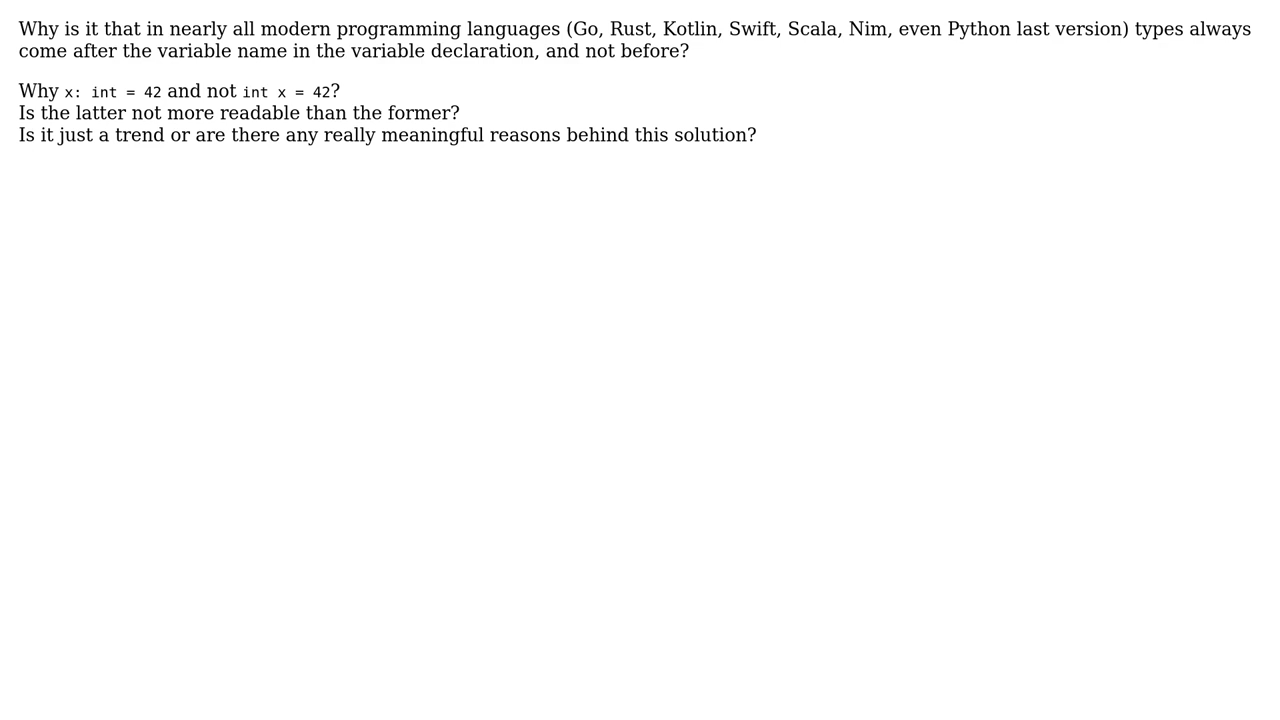 Why is it that in nearly all modern programming languages (Go, Rust, Kotlin, Swift, Scala, Nim, even Python last version) types always
come after the variable name in the variable declaration, and not before?
Why x: int = 42 and not int x = 42?
Is the latter not more readable than the former?
Is it just a trend or are there any really meaningful reasons behind this solution?